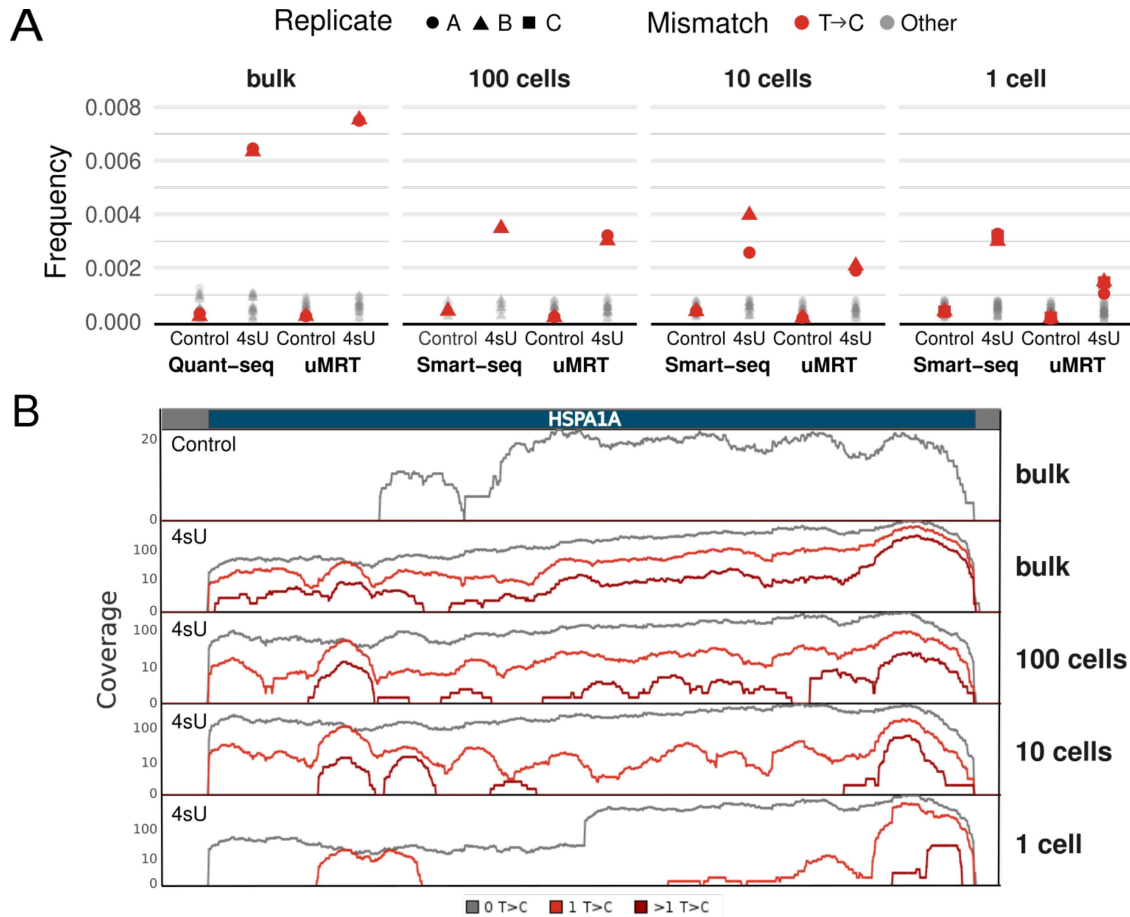 A
Replicate A B C Mismatch T→C Other
bulk 100 cells 10 cells 1 cell
Frequency
0.008
0.006
0.004
0.002
0.000
Control 4sU Control 4sU Control 4sU Control 4sU Control 4sU Control 4sU Control 4sU Control 4sU
Quant-seq uMRT Smart-seq uMRT Smart-seq uMRT Smart-seq uMRT
B
HSPA1A
Coverage
20
Control
bulk
0
4sU
100
bulk
10
0
4sU
100
100 cells
10
0
4sU
100
10 cells
10
0
4sU
100
1 cell
10
0
0 T>C 1 T>C >1 T>C